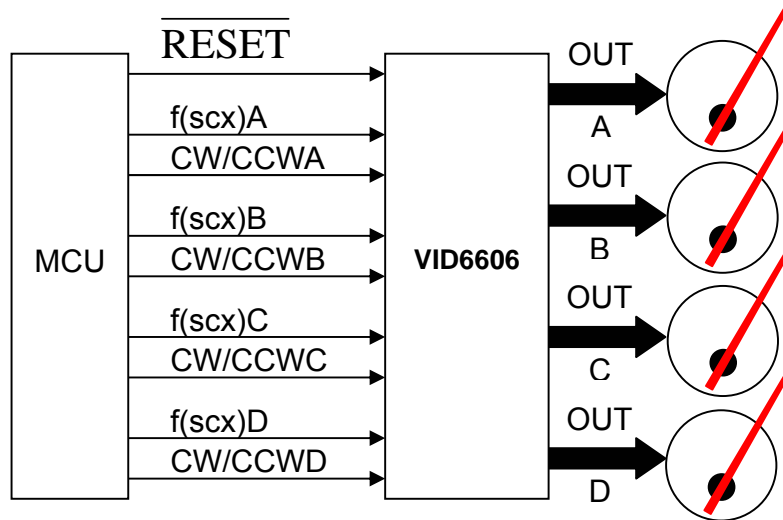 RESET
f(scx)A
CW/CCWA
f(scx)B
CW/CCWB
MCU
f(scx)C
CW/CCWC
f(scx)D
CW/CCWD
VID6606
OUT
A
OUT
B
OUT
C
OUT
D